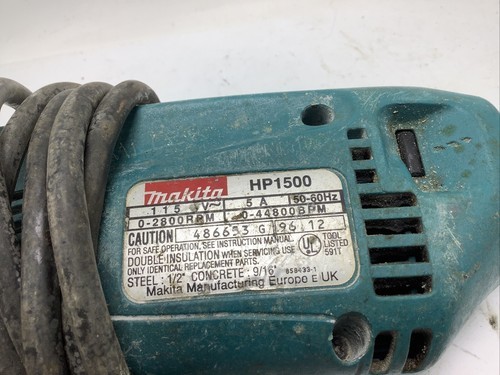 makita HP1500
115 V~ 5 A 50-60Hz
0-2800RPM 0-44800BPM
CAUTION 486653 G 96 12
FOR SAFE OPERATION, SEE INSTRUCTION MANUAL.
DOUBLE INSULATION WHEN SERVICING USE
ONLY IDENTICAL REPLACEMENT PARTS.
UL
TOOL
LISTED
591T
STEEL: 1/2" CONCRETE: 9/16"
Makita Manufacturing Europe UK